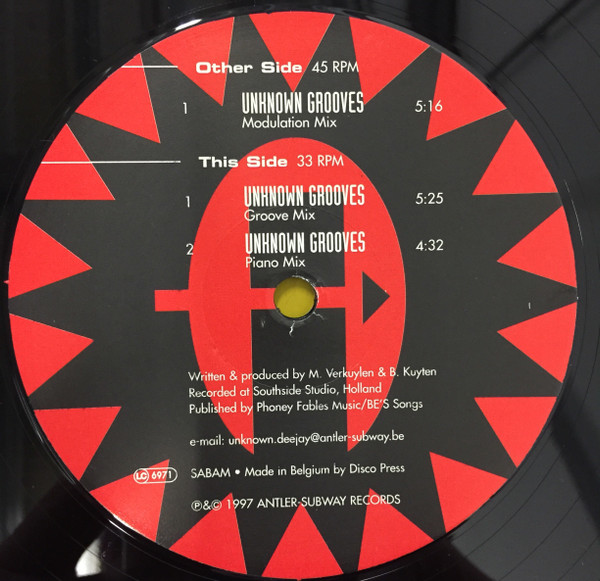 Other Side 45 RPM
1 UNKNOWN GROOVES 5:16
Modulation Mix
This Side 33 RPM
1 UNKNOWN GROOVES 5:25
Groove Mix
2 UNKNOWN GROOVES 4:32
Piano Mix
Written & produced by M. Verkuylen & B. Kuyten
Recorded at Southside Studio, Holland
Published by Phoney Fables Music/BE'S Songs
e-mail: unknown.deejay@antler-subway.be
LC 6971 SABAM • Made in Belgium by Disco Press
℗&© 1997 ANTLER-SUBWAY RECORDS